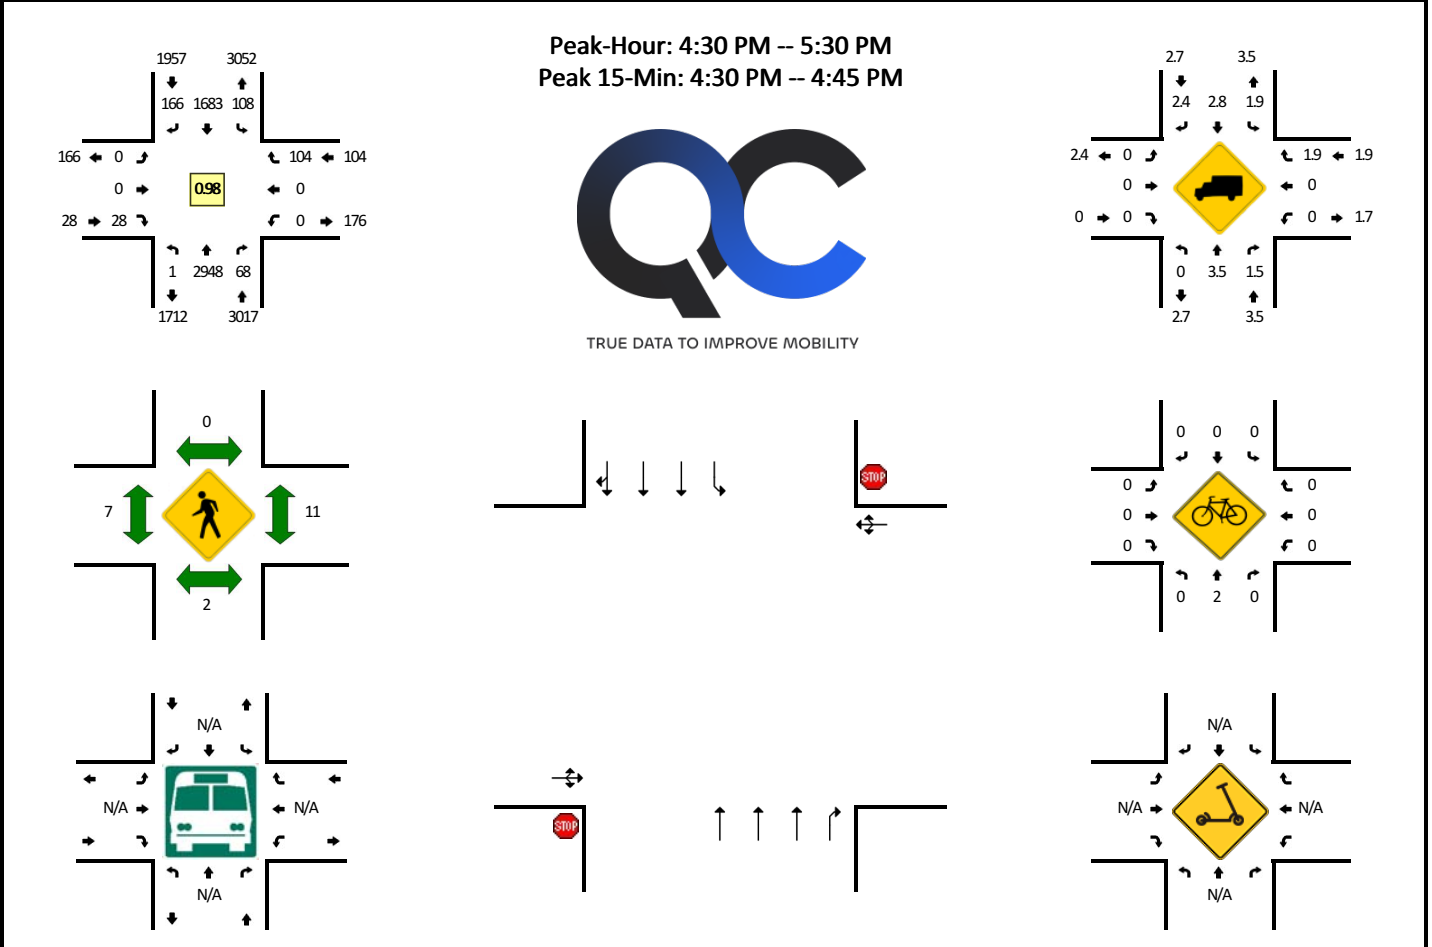 Peak-Hour: 4:30 PM -- 5:30 PM
Peak 15-Min: 4:30 PM -- 4:45 PM
1957 3052
166 1683 108
166 0 104 104
0 0.98 0
28 28 0 176
1 2948 68
1712 3017
QC
TRUE DATA TO IMPROVE MOBILITY
2.7 3.5
2.4 2.8 1.9
2.4 0 1.9 1.9
0 0
0 0 0 1.7
0 3.5 1.5
2.7 3.5
0
7 11
2
STOP
STOP
0 0 0
0 0
0 0
0 0
0 2 0
N/A
N/A N/A
N/A
N/A
N/A N/A
N/A